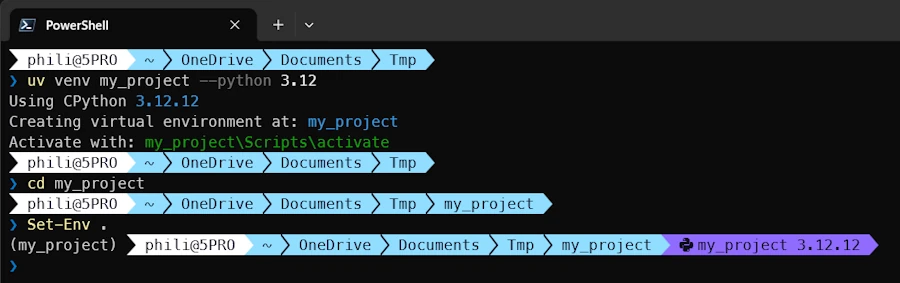 PowerShell
phili@5PRO ~ OneDrive Documents Tmp
❯ uv venv my_project --python 3.12
Using CPython 3.12.12
Creating virtual environment at: my_project
Activate with: my_project\Scripts\activate
phili@5PRO ~ OneDrive Documents Tmp
❯ cd my_project
phili@5PRO ~ OneDrive Documents Tmp my_project
❯ Set-Env .
(my_project) phili@5PRO ~ OneDrive Documents Tmp my_project my_project 3.12.12
❯